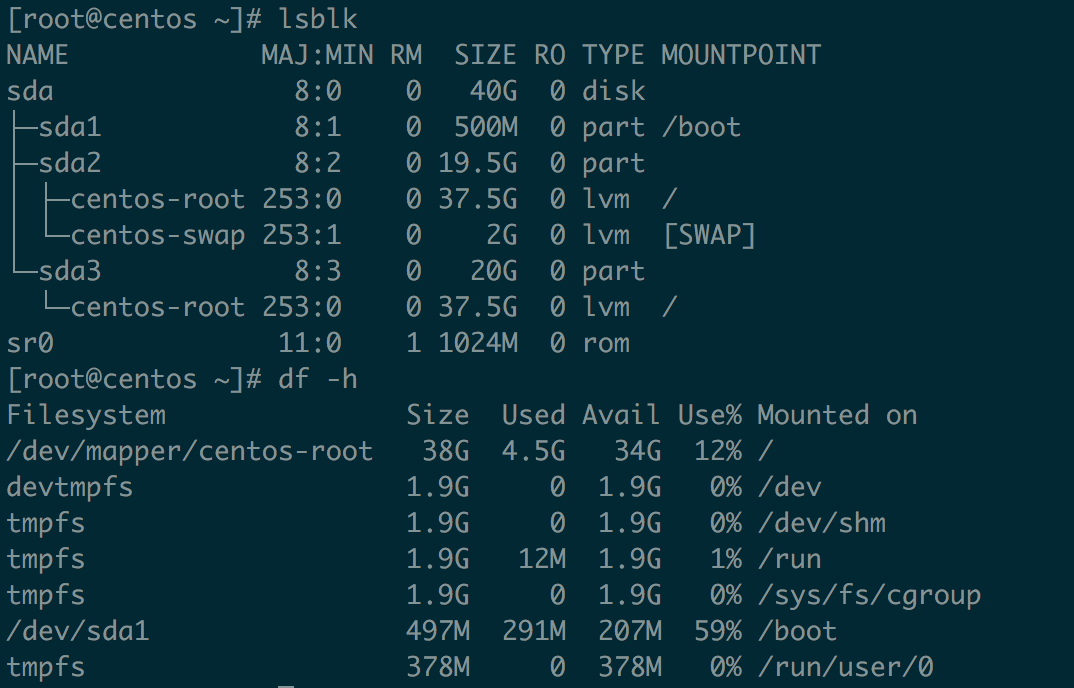 [root@centos ~]# lsblk
NAME            MAJ:MIN RM  SIZE RO TYPE MOUNTPOINT
sda               8:0    0   40G  0 disk
├─sda1            8:1    0  500M  0 part /boot
├─sda2            8:2    0 19.5G  0 part
│ ├─centos-root 253:0    0 37.5G  0 lvm  /
│ └─centos-swap 253:1    0    2G  0 lvm  [SWAP]
└─sda3            8:3    0   20G  0 part
  └─centos-root 253:0    0 37.5G  0 lvm  /
sr0              11:0    1 1024M  0 rom
[root@centos ~]# df -h
Filesystem               Size  Used Avail Use% Mounted on
/dev/mapper/centos-root   38G  4.5G   34G  12% /
devtmpfs                 1.9G     0  1.9G   0% /dev
tmpfs                    1.9G     0  1.9G   0% /dev/shm
tmpfs                    1.9G   12M  1.9G   1% /run
tmpfs                    1.9G     0  1.9G   0% /sys/fs/cgroup
/dev/sda1                497M  291M  207M  59% /boot
tmpfs                    378M     0  378M   0% /run/user/0